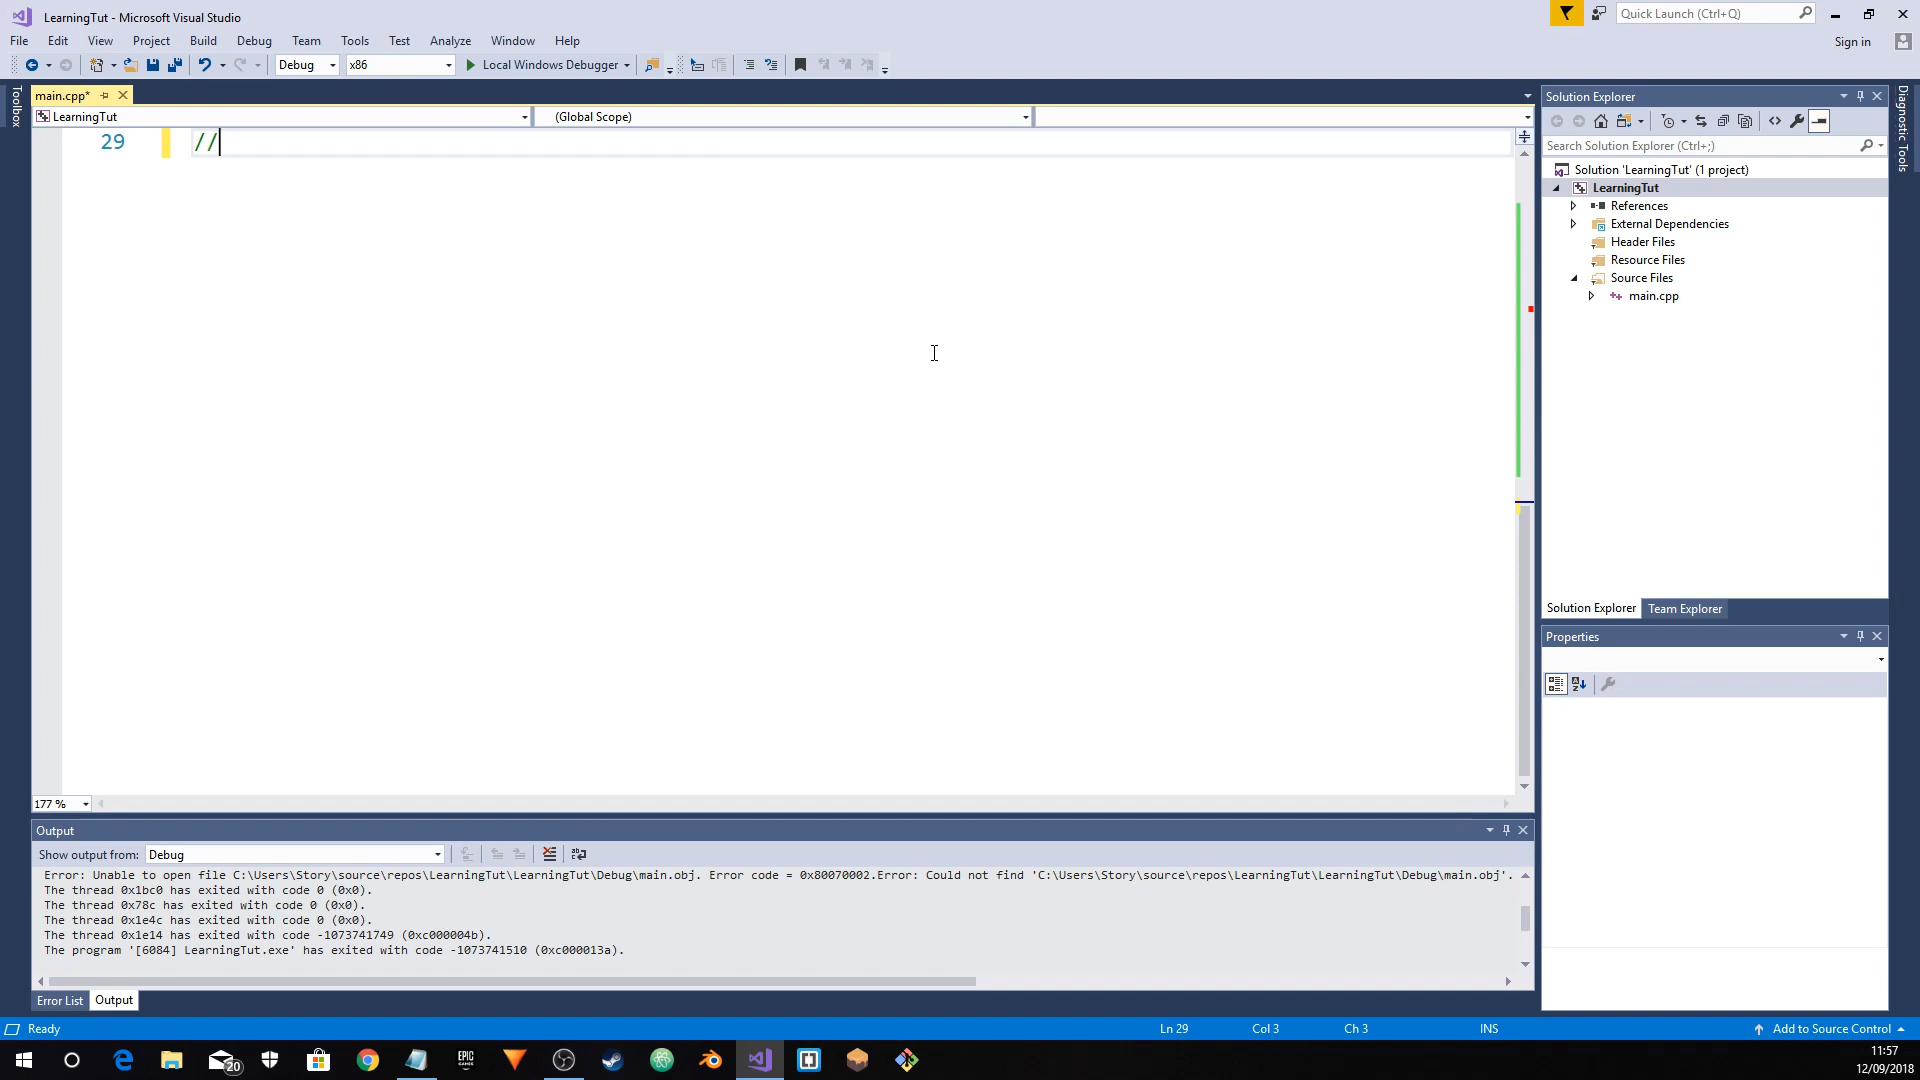 LearningTut - Microsoft Visual Studio
Quick Launch (Ctrl+Q)
File Edit View Project Build Debug Team Tools Test Analyze Window Help
Sign in
Debug x86 Local Windows Debugger
Toolbox
main.cpp*
LearningTut (Global Scope)
29 //
177 %
Solution Explorer
Search Solution Explorer (Ctrl+;)
Solution 'LearningTut' (1 project)
LearningTut
References
External Dependencies
Header Files
Resource Files
Source Files
main.cpp
Solution Explorer Team Explorer
Properties
Diagnostic Tools
Output
Show output from: Debug
Error: Unable to open file C:\Users\Story\source\repos\LearningTut\LearningTut\Debug\main.obj. Error code = 0x80070002.Error: Could not find 'C:\Users\Story\source\repos\LearningTut\LearningTut\Debug\main.obj'.
The thread 0x1bc0 has exited with code 0 (0x0).
The thread 0x78c has exited with code 0 (0x0).
The thread 0x1e4c has exited with code 0 (0x0).
The thread 0x1e14 has exited with code -1073741749 (0xc000004b).
The program '[6084] LearningTut.exe' has exited with code -1073741510 (0xc000013a).
Error List Output
Ready Ln 29 Col 3 Ch 3 INS Add to Source Control
20
EPIC GAMES
11:57
12/09/2018